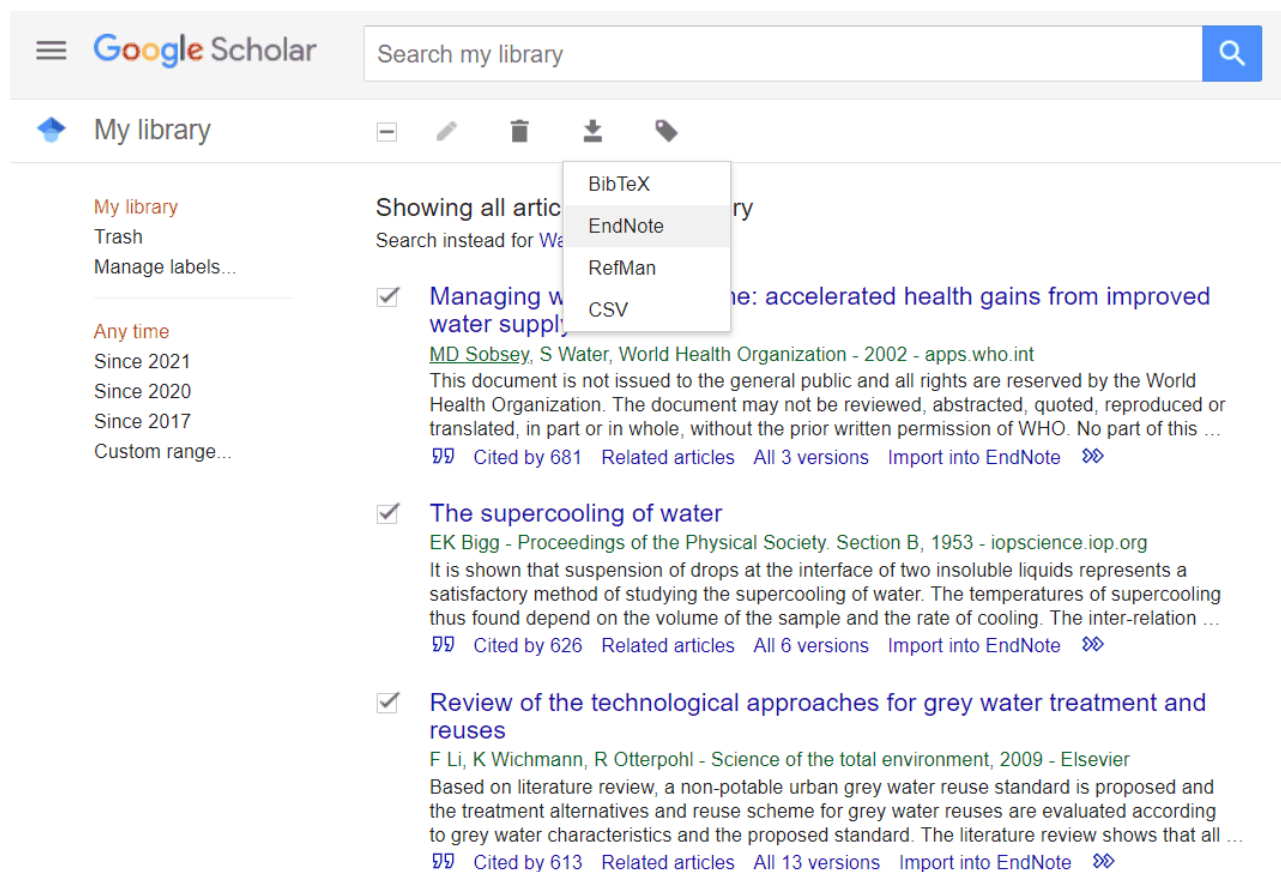 Google Scholar
Search my library
My library
BibTeX
EndNote
RefMan
CSV
My library
Trash
Manage labels...
Any time
Since 2021
Since 2020
Since 2017
Custom range...
Showing all artic ry
Search instead for Wa
Managing w ne: accelerated health gains from improved
water supply
MD Sobsey, S Water, World Health Organization - 2002 - apps.who.int
This document is not issued to the general public and all rights are reserved by the World
Health Organization. The document may not be reviewed, abstracted, quoted, reproduced or
translated, in part or in whole, without the prior written permission of WHO. No part of this ...
Cited by 681 Related articles All 3 versions Import into EndNote
The supercooling of water
EK Bigg - Proceedings of the Physical Society. Section B, 1953 - iopscience.iop.org
It is shown that suspension of drops at the interface of two insoluble liquids represents a
satisfactory method of studying the supercooling of water. The temperatures of supercooling
thus found depend on the volume of the sample and the rate of cooling. The inter-relation ...
Cited by 626 Related articles All 6 versions Import into EndNote
Review of the technological approaches for grey water treatment and
reuses
F Li, K Wichmann, R Otterpohl - Science of the total environment, 2009 - Elsevier
Based on literature review, a non-potable urban grey water reuse standard is proposed and
the treatment alternatives and reuse scheme for grey water reuses are evaluated according
to grey water characteristics and the proposed standard. The literature review shows that all ...
Cited by 613 Related articles All 13 versions Import into EndNote